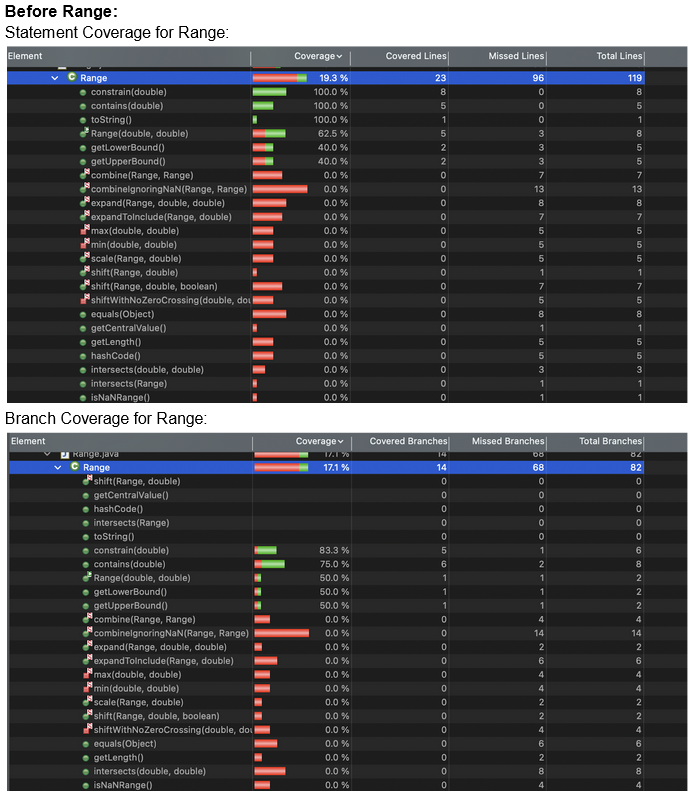 Before Range:
Statement Coverage for Range:
Element Coverage Covered Lines Missed Lines Total Lines
Range 19.3 % 23 96 119
constrain(double) 100.0 % 8 0 8
contains(double) 100.0 % 5 0 5
toString() 100.0 % 1 0 1
Range(double, double) 62.5 % 5 3 8
getLowerBound() 40.0 % 2 3 5
getUpperBound() 40.0 % 2 3 5
combine(Range, Range) 0.0 % 0 7 7
combineIgnoringNaN(Range, Range) 0.0 % 0 13 13
expand(Range, double, double) 0.0 % 0 8 8
expandToInclude(Range, double) 0.0 % 0 7 7
max(double, double) 0.0 % 0 5 5
min(double, double) 0.0 % 0 5 5
scale(Range, double) 0.0 % 0 5 5
shift(Range, double) 0.0 % 0 1 1
shift(Range, double, boolean) 0.0 % 0 7 7
shiftWithNoZeroCrossing(double, dou 0.0 % 0 5 5
equals(Object) 0.0 % 0 8 8
getCentralValue() 0.0 % 0 1 1
getLength() 0.0 % 0 5 5
hashCode() 0.0 % 0 5 5
intersects(double, double) 0.0 % 0 3 3
intersects(Range) 0.0 % 0 1 1
isNaNRange() 0.0 % 0 1 1
Branch Coverage for Range:
Element Coverage Covered Branches Missed Branches Total Branches
Range.java 17.1 % 14 68 82
Range 17.1 % 14 68 82
shift(Range, double) 0 0 0
getCentralValue() 0 0 0
hashCode() 0 0 0
intersects(Range) 0 0 0
toString() 0 0 0
constrain(double) 83.3 % 5 1 6
contains(double) 75.0 % 6 2 8
Range(double, double) 50.0 % 1 1 2
getLowerBound() 50.0 % 1 1 2
getUpperBound() 50.0 % 1 1 2
combine(Range, Range) 0.0 % 0 4 4
combineIgnoringNaN(Range, Range) 0.0 % 0 14 14
expand(Range, double, double) 0.0 % 0 2 2
expandToInclude(Range, double) 0.0 % 0 6 6
max(double, double) 0.0 % 0 4 4
min(double, double) 0.0 % 0 4 4
scale(Range, double) 0.0 % 0 2 2
shift(Range, double, boolean) 0.0 % 0 2 2
shiftWithNoZeroCrossing(double, dou 0.0 % 0 4 4
equals(Object) 0.0 % 0 6 6
getLength() 0.0 % 0 2 2
intersects(double, double) 0.0 % 0 8 8
isNaNRange() 0.0 % 0 4 4